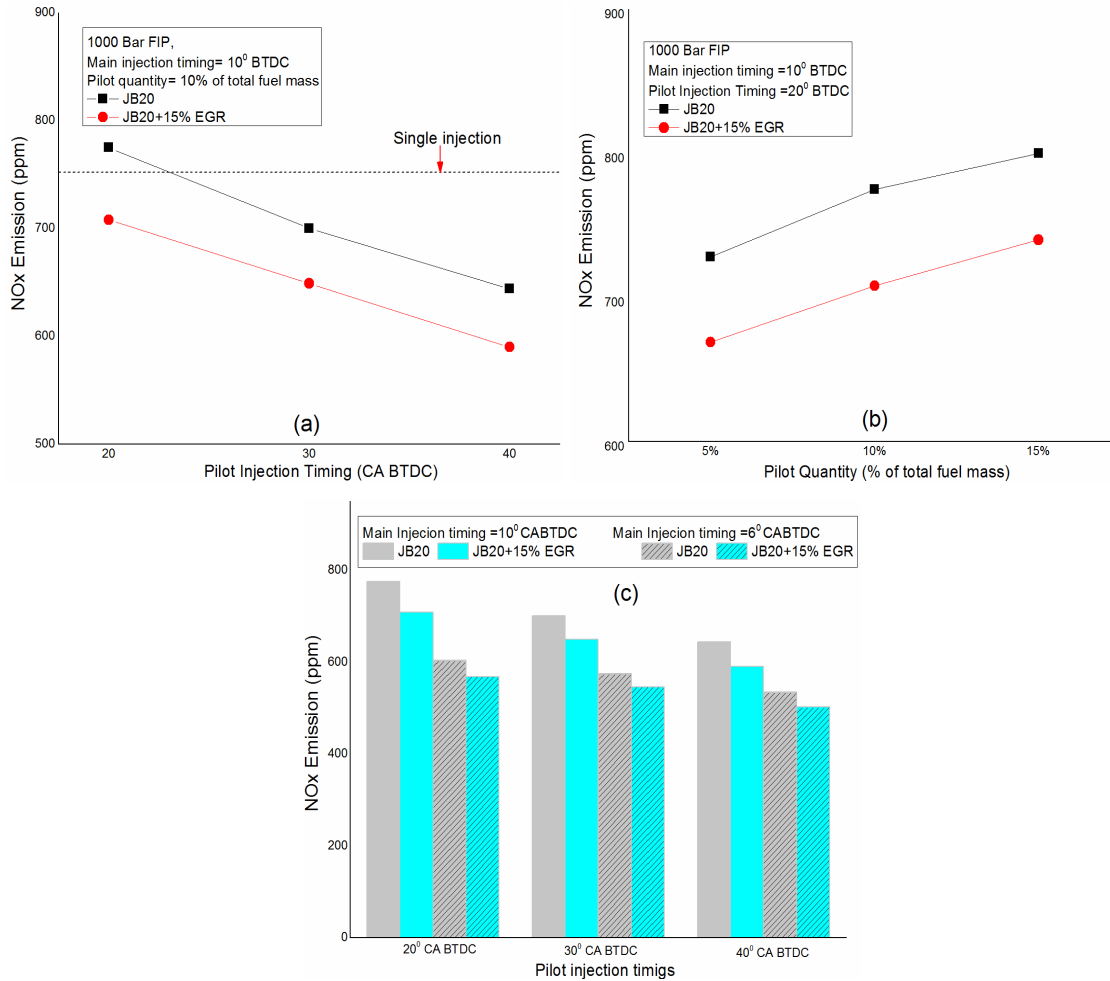 900
800
700
600
500
NOx Emission (ppm)
1000 Bar FIP,
Main injection timing= 10⁰ BTDC
Pilot quantity= 10% of total fuel mass
JB20
JB20+15% EGR
Single injection
(a)
20
30
40
Pilot Injection Timing (CA BTDC)
900
800
700
600
NOx Emission (ppm)
1000 Bar FIP
Main injection timing =10⁰ BTDC
Pilot Injection Timing =20⁰ BTDC
JB20
JB20+15% EGR
(b)
5%
10%
15%
Pilot Quantity (% of total fuel mass)
Main Injecion timing =10⁰ CABTDC
JB20
JB20+15% EGR
Main Injecion timing =6⁰ CABTDC
JB20
JB20+15% EGR
(c)
800
600
400
200
0
NOx Emission (ppm)
20⁰ CA BTDC
30⁰ CA BTDC
40⁰ CA BTDC
Pilot injection timigs